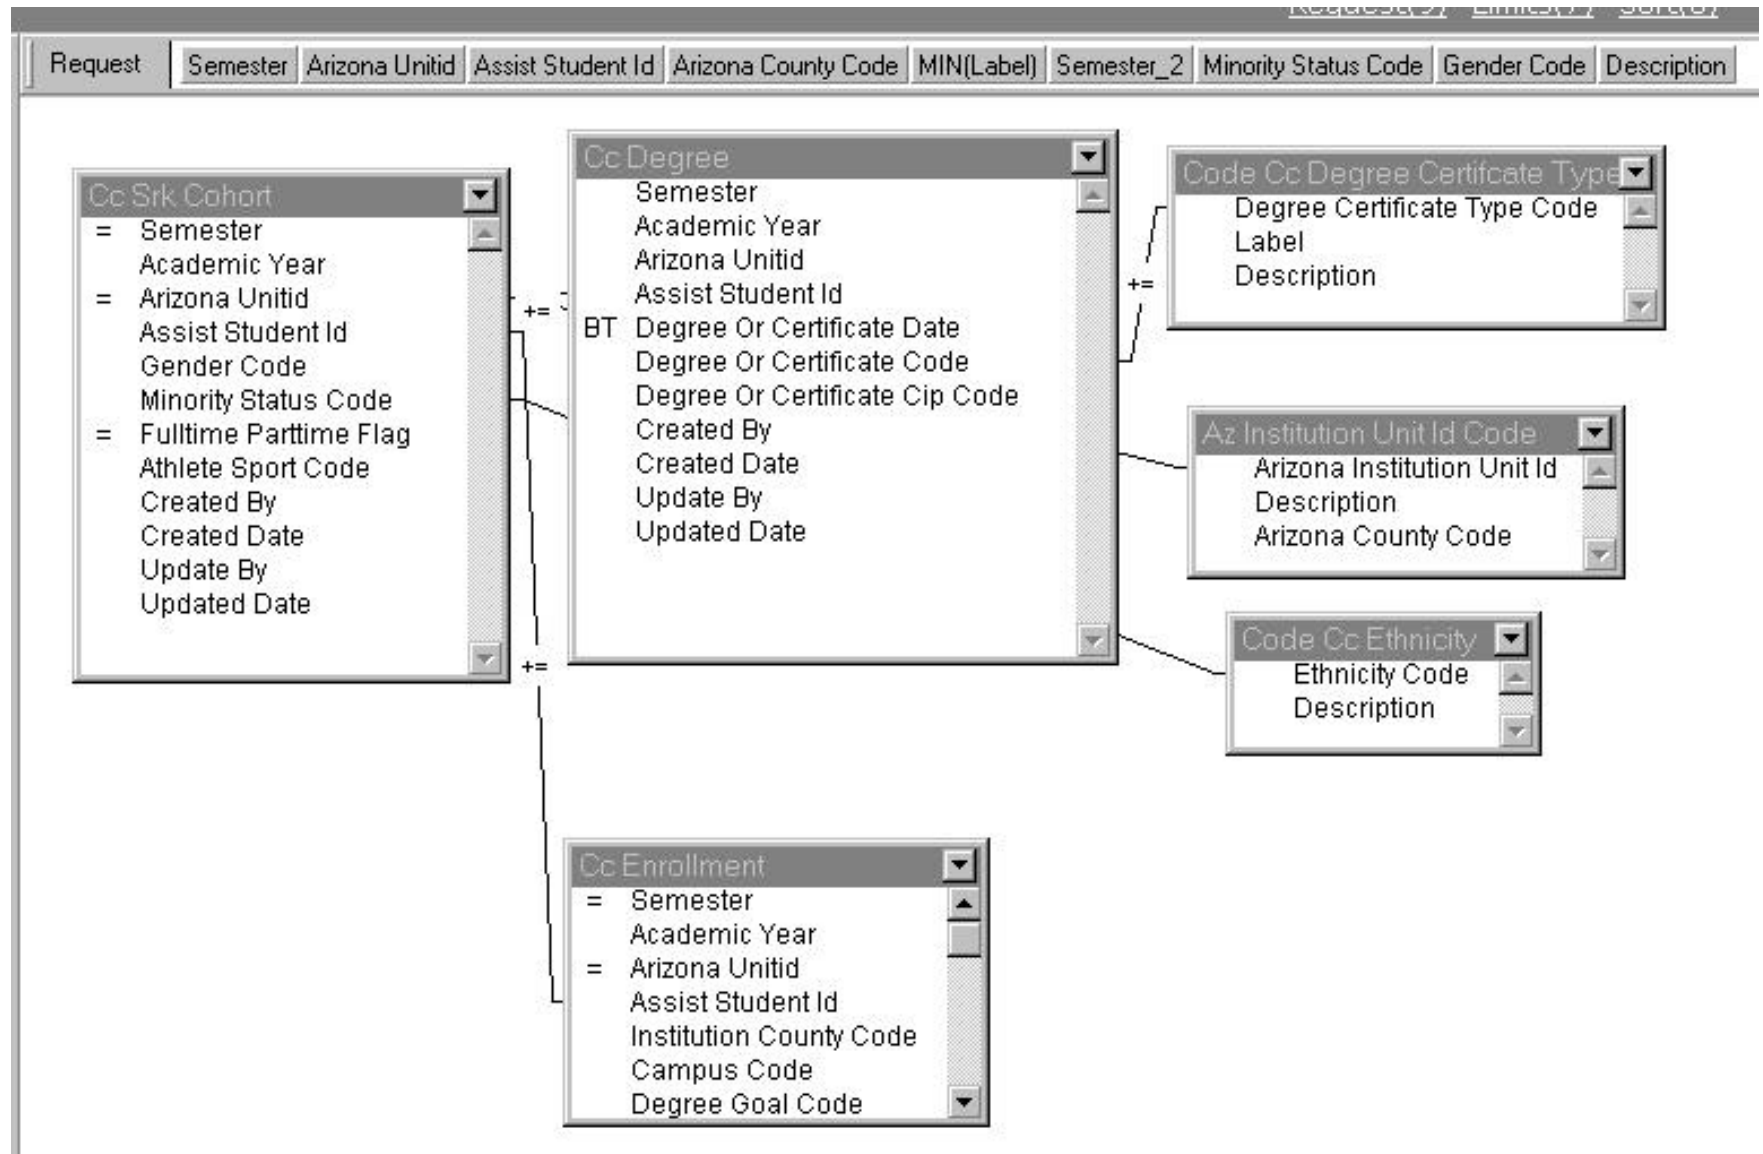 Request(9) Limits(7) Sort(0)
Request Semester Arizona Unitid Assist Student Id Arizona County Code MIN(Label) Semester_2 Minority Status Code Gender Code Description
Cc Srk Cohort
= Semester
Academic Year
= Arizona Unitid
Assist Student Id
Gender Code
Minority Status Code
= Fulltime Parttime Flag
Athlete Sport Code
Created By
Created Date
Update By
Updated Date
+=
+=
Cc Degree
Semester
Academic Year
Arizona Unitid
Assist Student Id
BT Degree Or Certificate Date
Degree Or Certificate Code
Degree Or Certificate Cip Code
Created By
Created Date
Update By
Updated Date
+=
Code Cc Degree Certifcate Type
Degree Certificate Type Code
Label
Description
Az Institution Unit Id Code
Arizona Institution Unit Id
Description
Arizona County Code
Code Cc Ethnicity
Ethnicity Code
Description
Cc Enrollment
= Semester
Academic Year
= Arizona Unitid
Assist Student Id
Institution County Code
Campus Code
Degree Goal Code